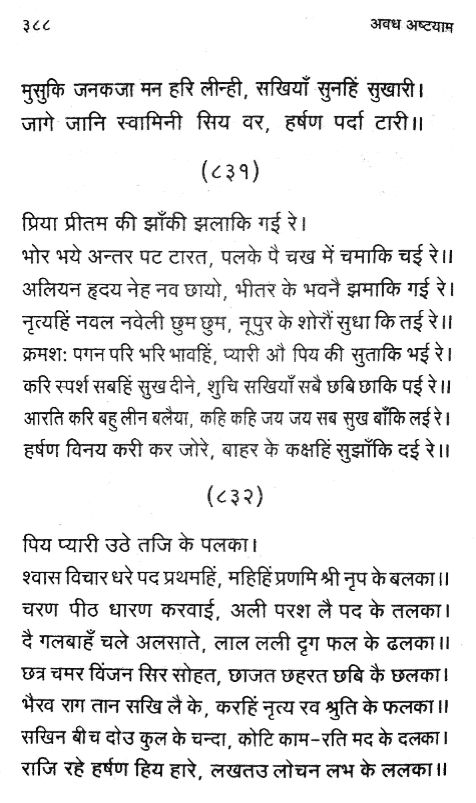 ३८८ अवध अष्टयाम
मुसुकि जनकजा मन हरि लीन्ही, सखियाँ सुनहिं सुखारी।
जागे जानि स्वामिनी सिय वर, हर्षण पर्दा टारी॥
(८३१)
प्रिया प्रीतम की झाँकी झलाकि गई रे।
भोर भये अन्तर पट टारत, पलके पै चख में चमाकि चई रे॥
अलियन हृदय नेह नव छायो, भीतर के भवनै झमाकि गई रे।
नृत्यहिं नवल नवेली छुम छुम, नूपुर के शोरौं सुधा कि तई रे॥
क्रमशः पगन परि भरि भावहिं, प्यारी औ पिय की सुताकि भई रे।
करि स्पर्श सबहिं सुख दीने, शुचि सखियाँ सबै छबि छाकि पई रे॥
आरति करि बहु लीन बलैया, कहि कहि जय जय सब सुख बाँकि लई रे।
हर्षण विनय करी कर जोरे, बाहर के कक्षहिं सुझाँकि दई रे॥
(८३२)
पिय प्यारी उठे तजि के पलका।
श्वास विचार धरे पद प्रथमहिं, महिहिं प्रणमि श्री नृप के बलका॥
चरण पीठ धारण करवाई, अली परश लै पद के तलका।
दै गलबाहँ चले अलसाते, लाल लली दृग फल के ढलका॥
छत्र चमर विंजन सिर सोहत, छाजत छहरत छबि कै छलका।
भैरव राग तान सखि लै के, करहिं नृत्य रव श्रुति के फलका॥
सखिन बीच दोउ कुल के चन्दा, कोटि काम-रति मद के दलका।
राजि रहे हर्षण हिय हारे, लखतउ लोचन लभ के ललका॥